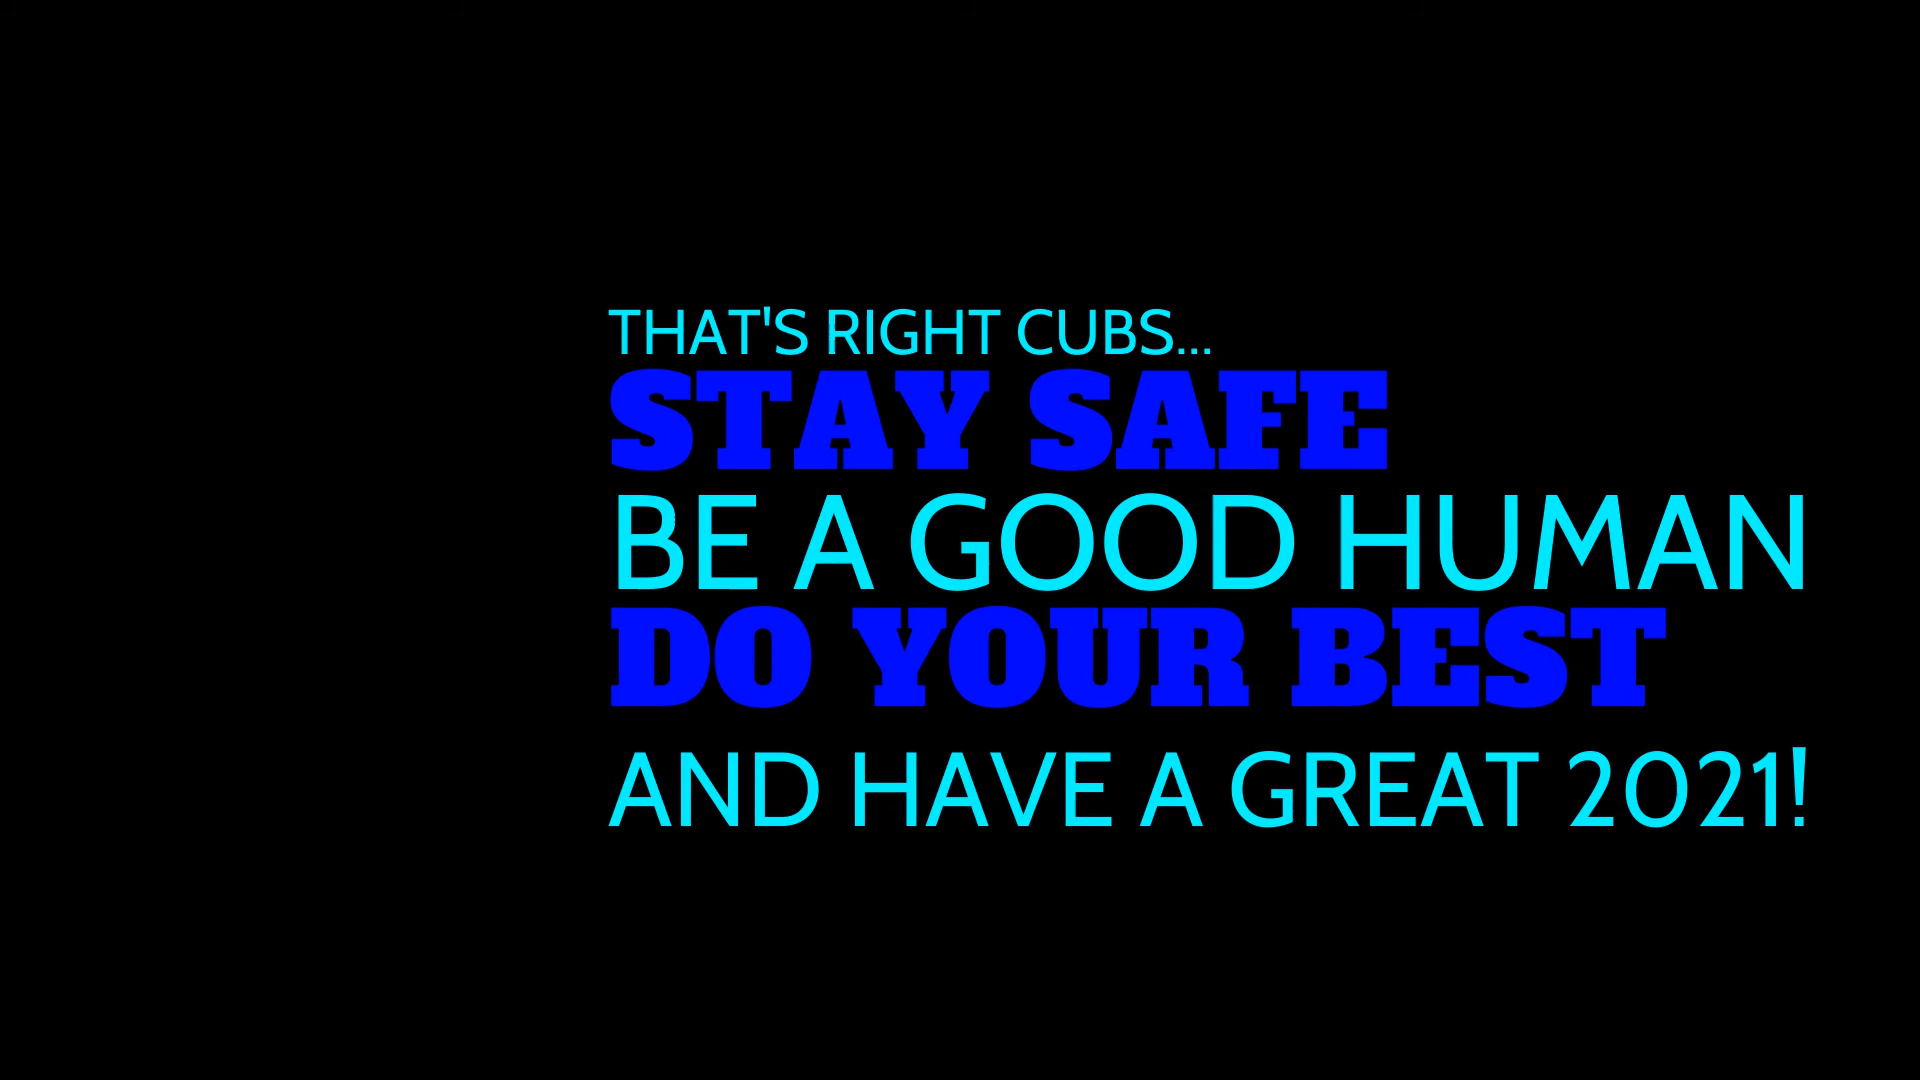 THAT'S RIGHT CUBS...
STAY SAFE
BE A GOOD HUMAN
DO YOUR BEST
AND HAVE A GREAT 2021!